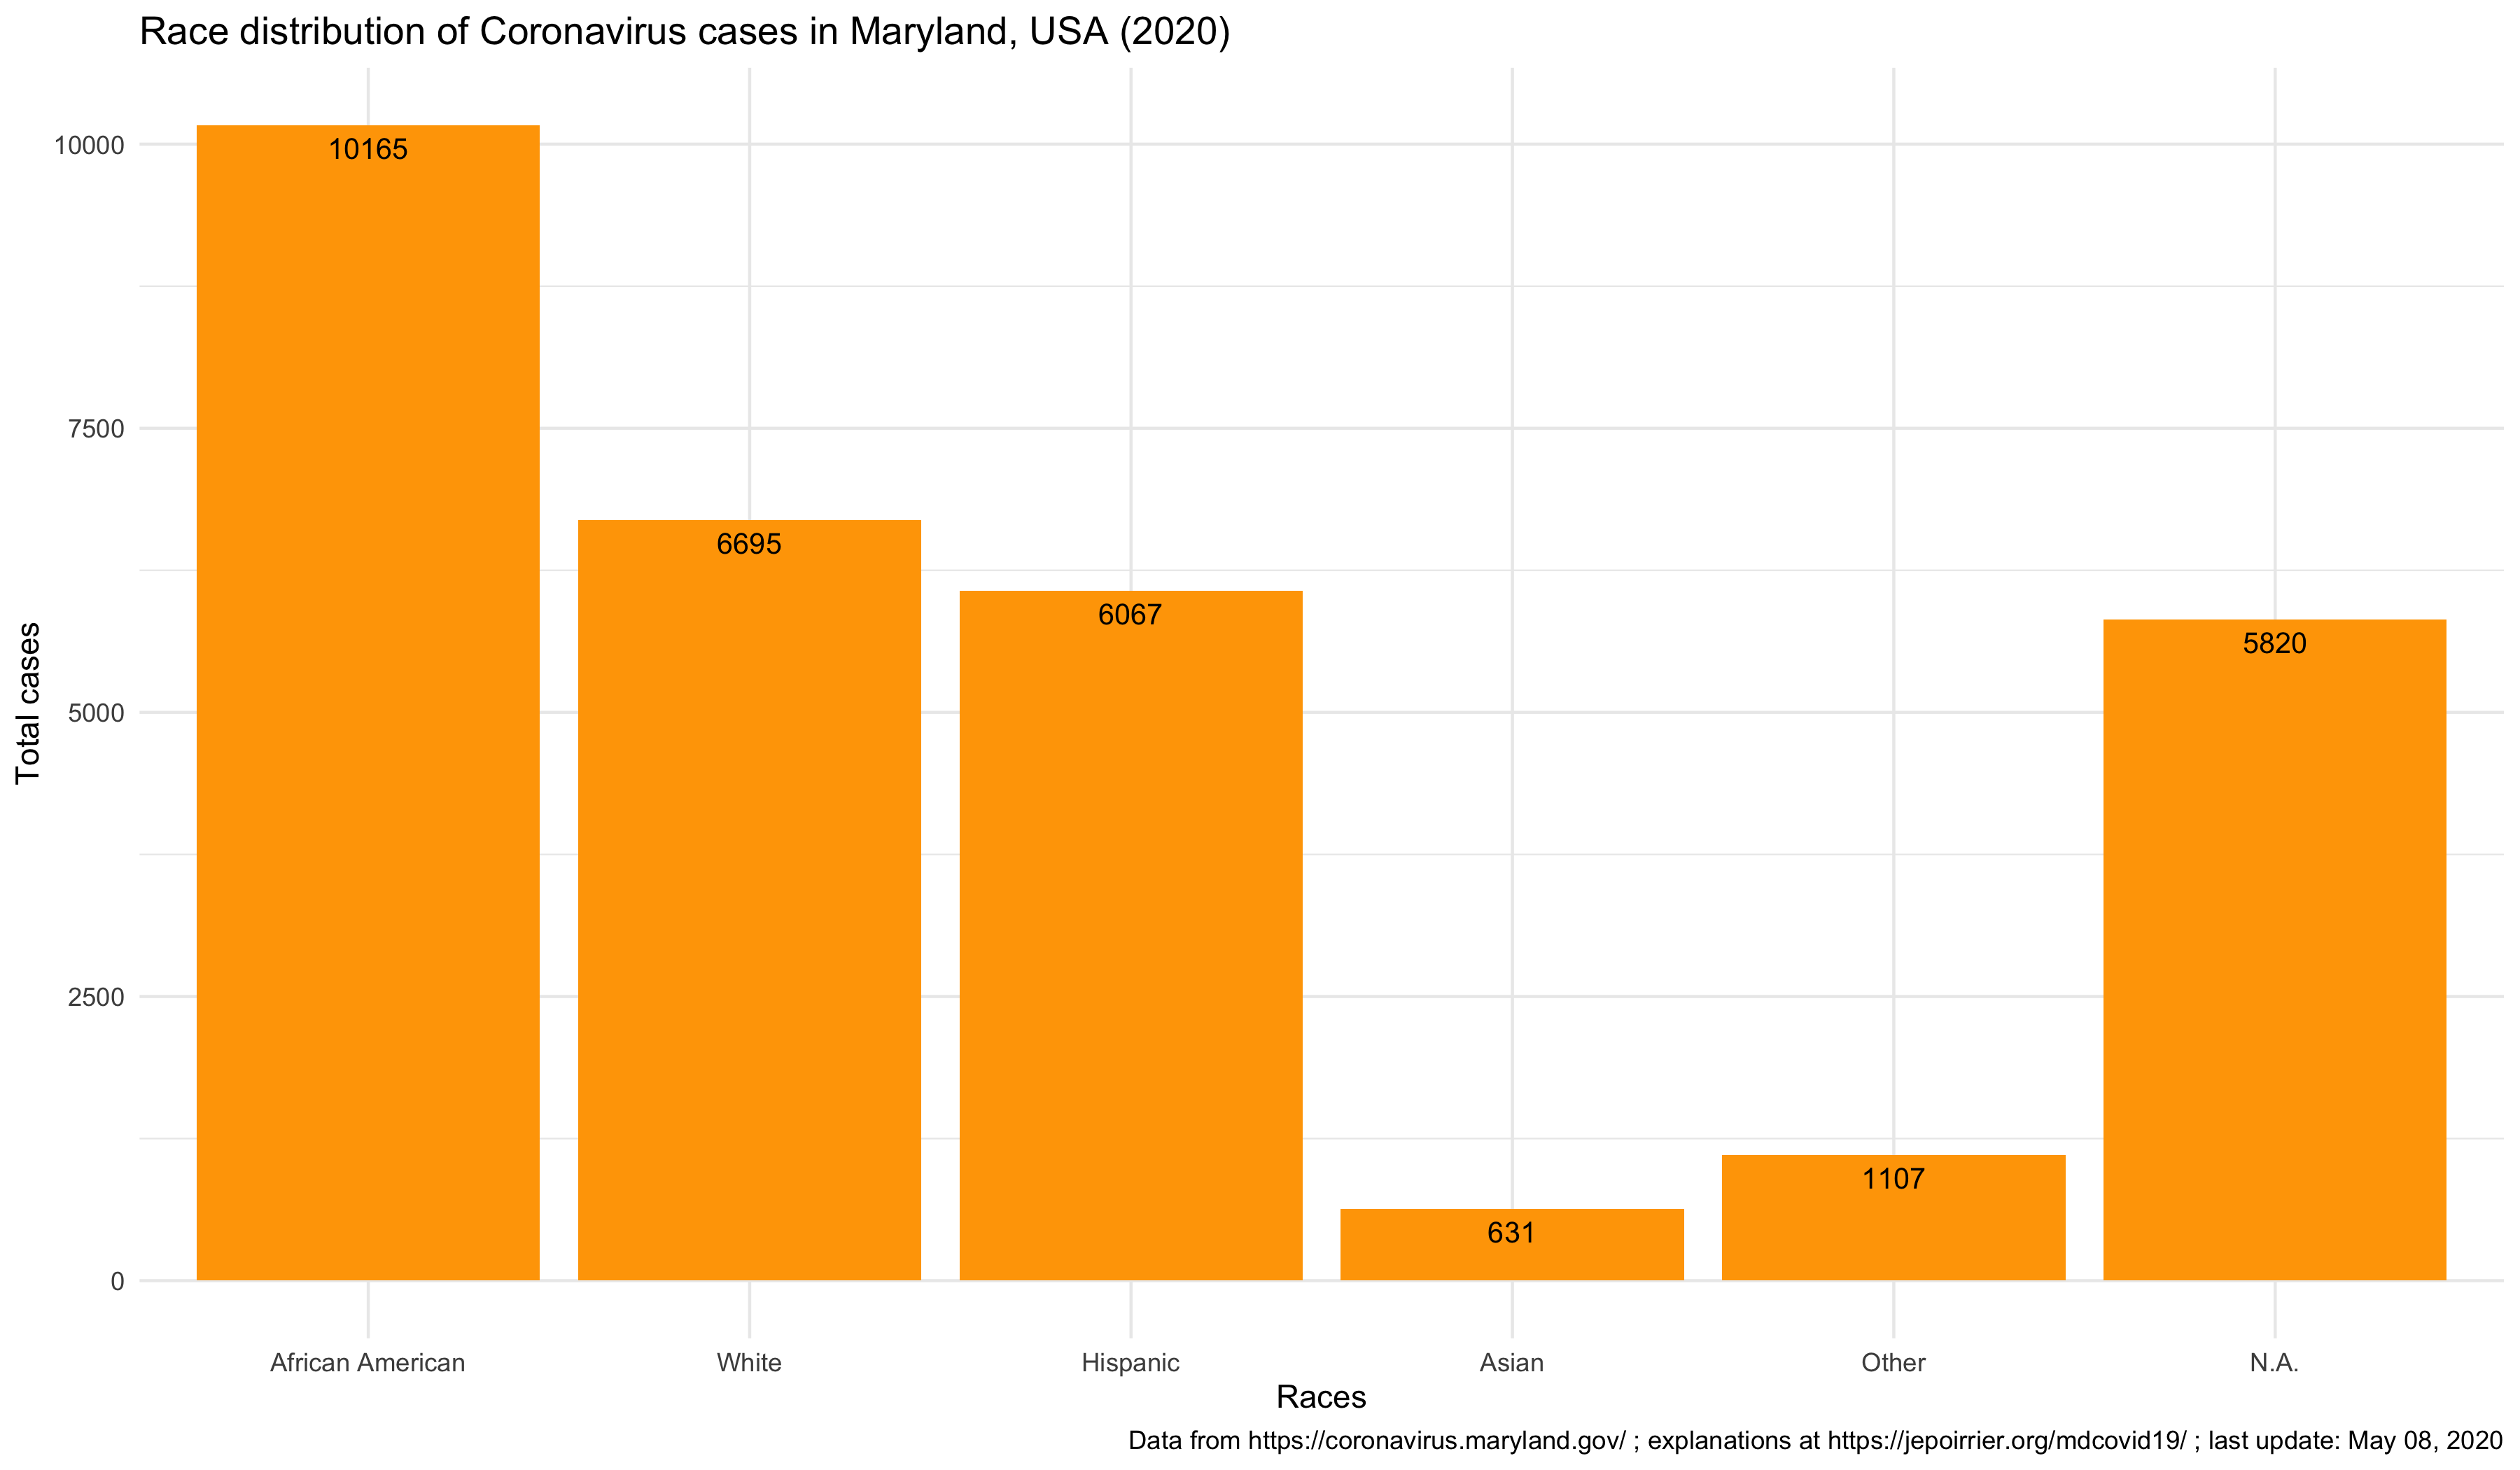 Race distribution of Coronavirus cases in Maryland, USA (2020)
Total cases
10000
7500
5000
2500
0
10165
6695
6067
631
1107
5820
African American
White
Hispanic
Asian
Other
N.A.
Races
Data from https://coronavirus.maryland.gov/ ; explanations at https://jepoirrier.org/mdcovid19/ ; last update: May 08, 2020